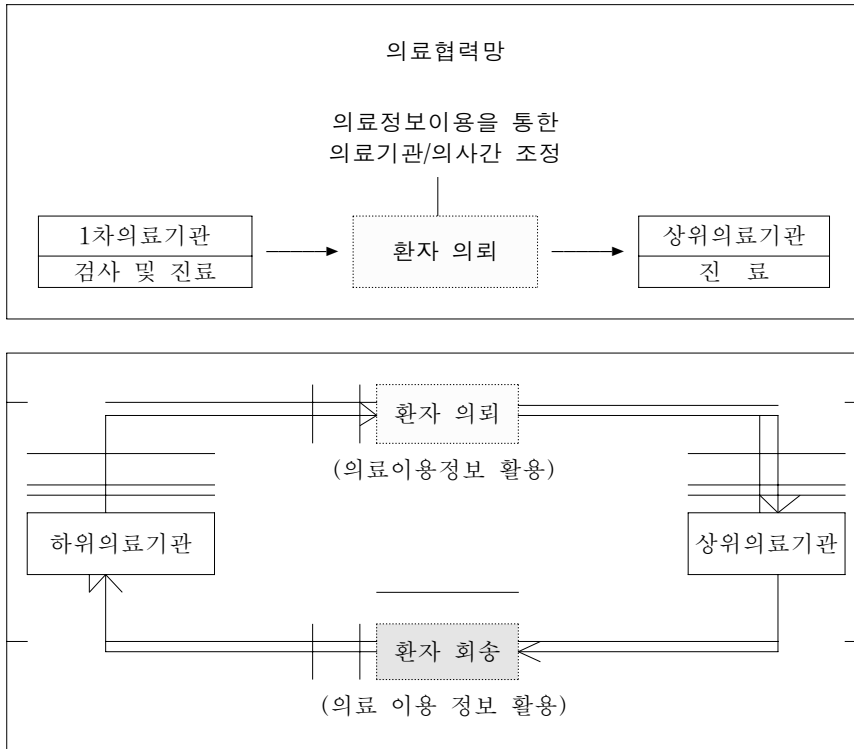 의료협력망
의료정보이용을 통한
의료기관/의사간 조정
1차의료기관
검사 및 진료
환자 의뢰
상위의료기관
진 료
환자 의뢰
(의료이용정보 활용)
하위의료기관
상위의료기관
환자 회송
(의료 이용 정보 활용)